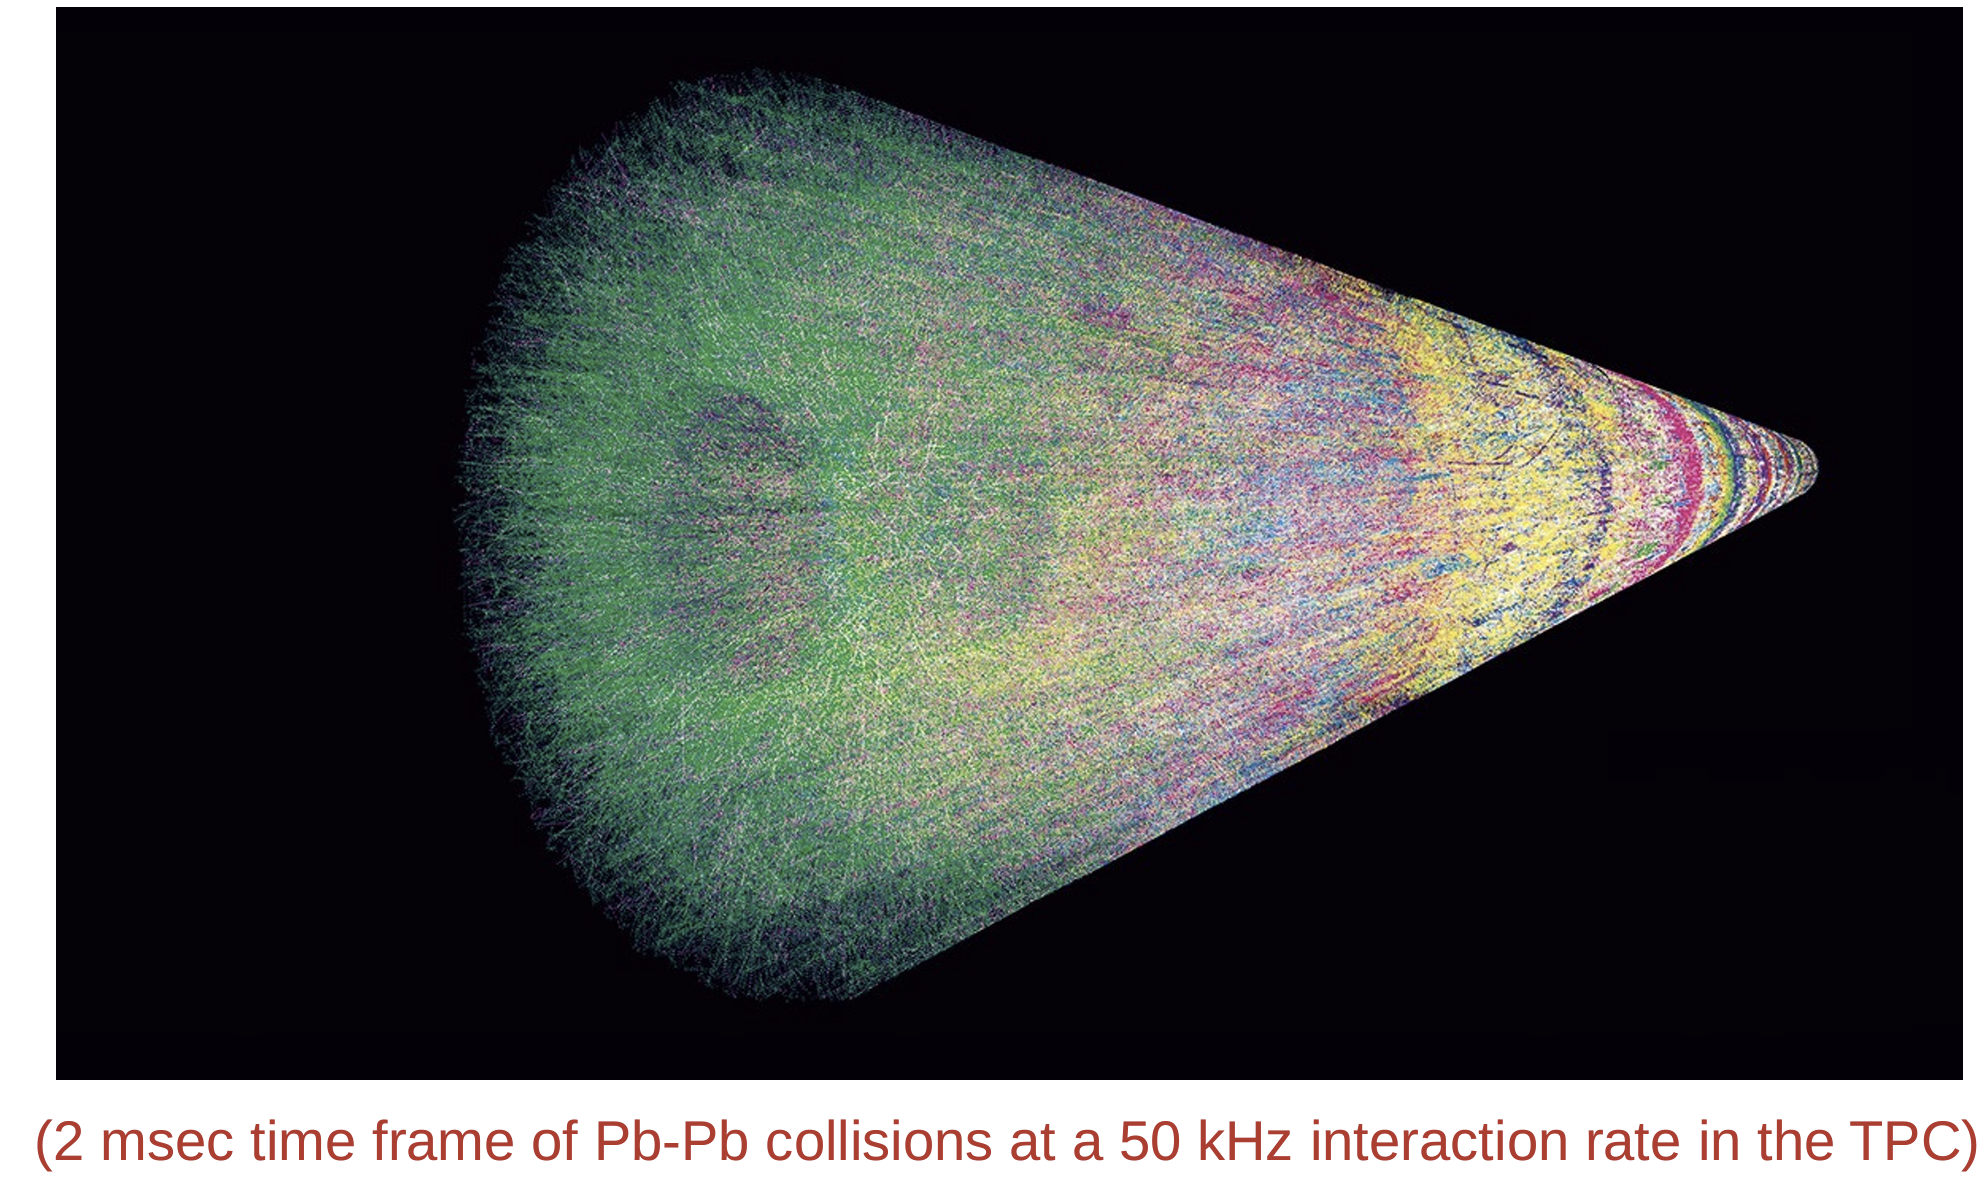 (2 msec time frame of Pb-Pb collisions at a 50 kHz interaction rate in the TPC)